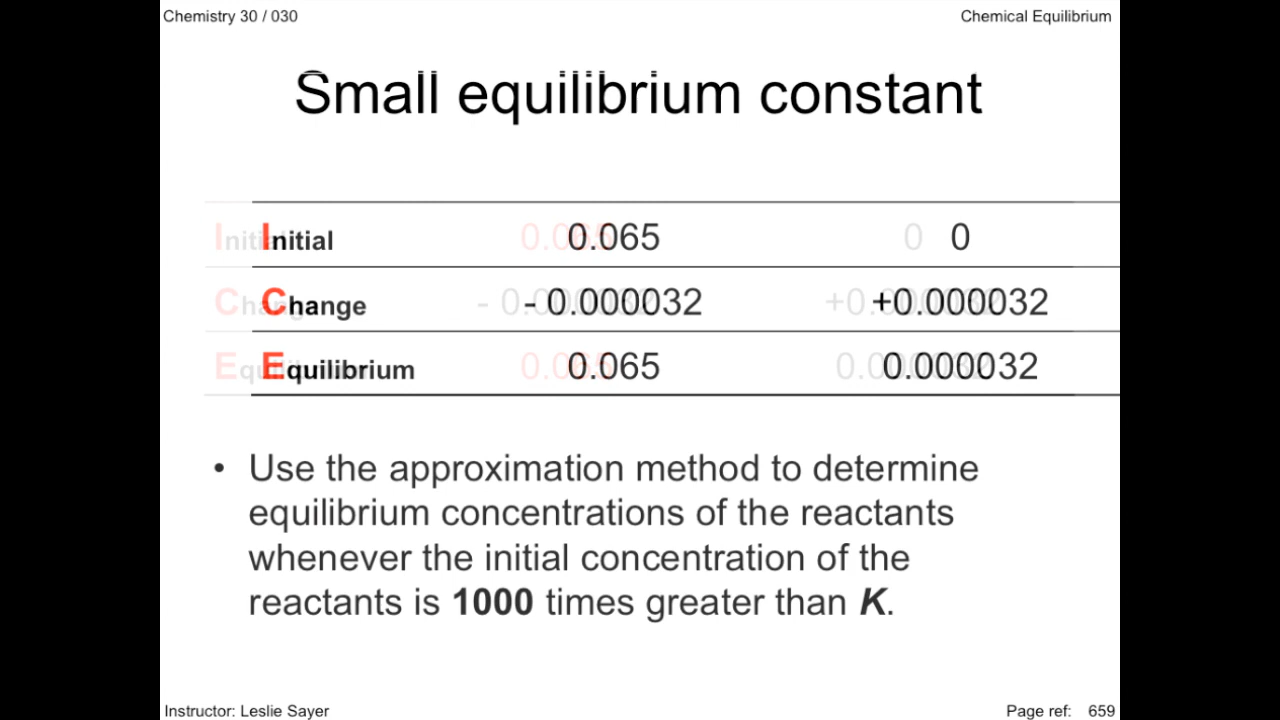 Chemistry 30 / 030 Chemical Equilibrium
Small equilibrium constant
Initial 0.065 0
Change - 0.000032 +0.000032
Equilibrium 0.065 0.000032
• Use the approximation method to determine
equilibrium concentrations of the reactants
whenever the initial concentration of the
reactants is 1000 times greater than K.
Instructor: Leslie Sayer Page ref: 659